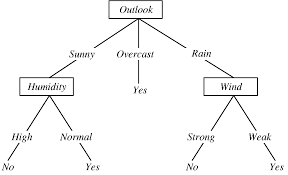 Outlook
Sunny Overcast Rain
Humidity Yes Wind
High Normal Strong Weak
No Yes No Yes